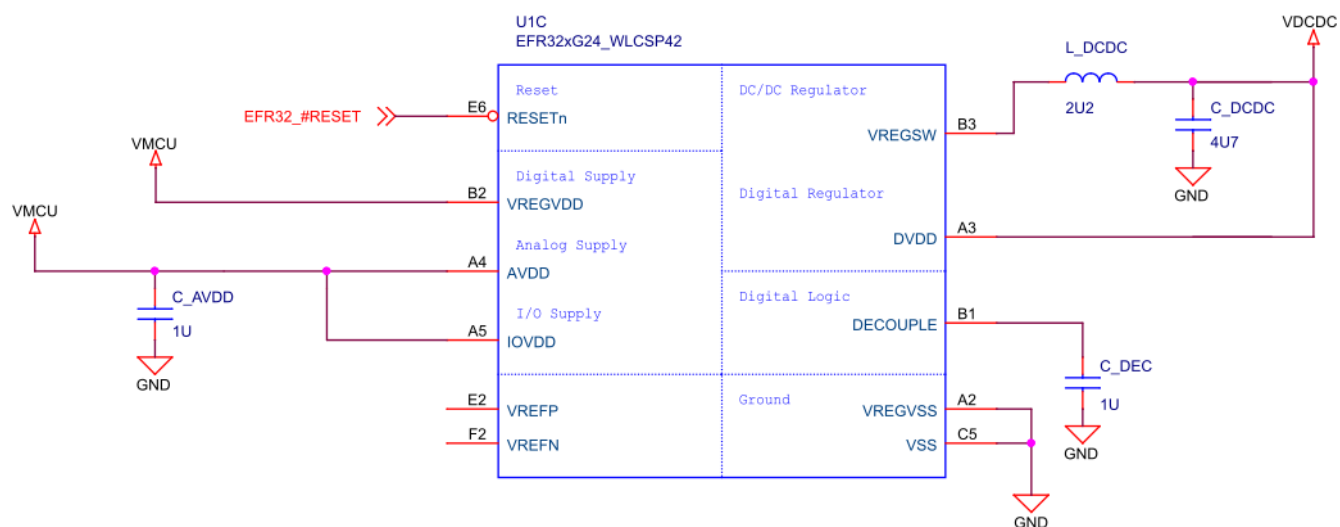 U1C
EFR32xG24_WLCSP42
VDCDC
L_DCDC
2U2
C_DCDC
4U7
GND
Reset
DC/DC Regulator
EFR32_#RESET
E6
RESETn
B3
VREGSW
VMCU
Digital Supply
Digital Regulator
B2
VREGVDD
VMCU
A3
DVDD
Analog Supply
A4
AVDD
C_AVDD
1U
GND
I/O Supply
A5
IOVDD
Digital Logic
B1
DECOUPLE
C_DEC
1U
GND
E2
VREFP
F2
VREFN
Ground
A2
VREGVSS
C5
VSS
GND